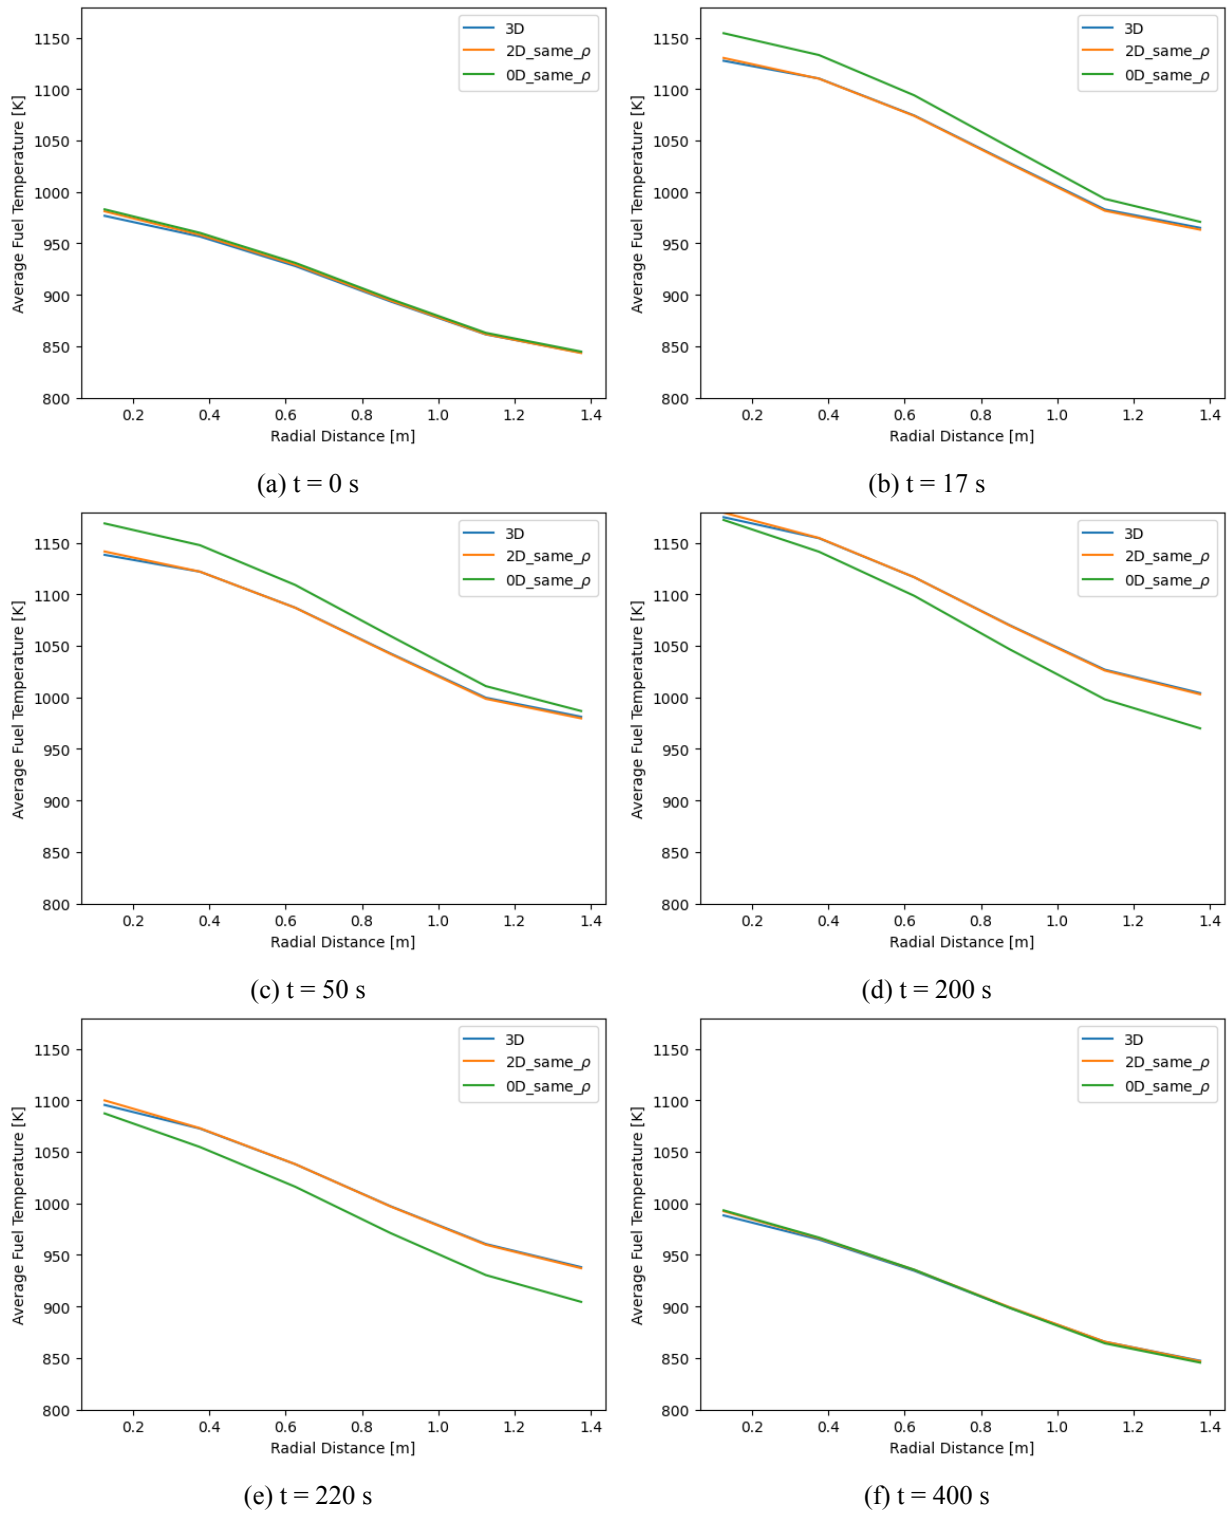 1150
1100
1050
1000
950
900
850
800
Average Fuel Temperature [K]
3D
2D_same_ρ
0D_same_ρ
0.2 0.4 0.6 0.8 1.0 1.2 1.4
Radial Distance [m]
(a) t = 0 s
1150
1100
1050
1000
950
900
850
800
Average Fuel Temperature [K]
3D
2D_same_ρ
0D_same_ρ
0.2 0.4 0.6 0.8 1.0 1.2 1.4
Radial Distance [m]
(b) t = 17 s
1150
1100
1050
1000
950
900
850
800
Average Fuel Temperature [K]
3D
2D_same_ρ
0D_same_ρ
0.2 0.4 0.6 0.8 1.0 1.2 1.4
Radial Distance [m]
(c) t = 50 s
1150
1100
1050
1000
950
900
850
800
Average Fuel Temperature [K]
3D
2D_same_ρ
0D_same_ρ
0.2 0.4 0.6 0.8 1.0 1.2 1.4
Radial Distance [m]
(d) t = 200 s
1150
1100
1050
1000
950
900
850
800
Average Fuel Temperature [K]
3D
2D_same_ρ
0D_same_ρ
0.2 0.4 0.6 0.8 1.0 1.2 1.4
Radial Distance [m]
(e) t = 220 s
1150
1100
1050
1000
950
900
850
800
Average Fuel Temperature [K]
3D
2D_same_ρ
0D_same_ρ
0.2 0.4 0.6 0.8 1.0 1.2 1.4
Radial Distance [m]
(f) t = 400 s